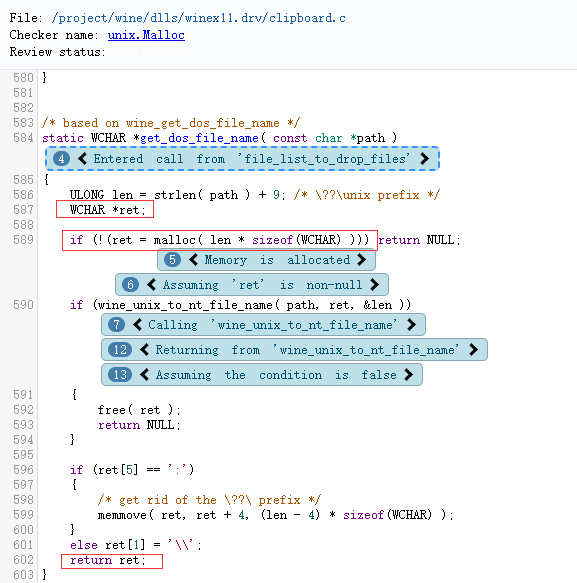 File: /project/wine/dlls/winex11.drv/clipboard.c
Checker name: unix.Malloc
Review status:
580 }
581
582
583 /* based on wine_get_dos_file_name */
584 static WCHAR *get_dos_file_name( const char *path )
4 Entered call from 'file_list_to_drop_files'
585 {
586 ULONG len = strlen( path ) + 9; /* \??\unix prefix */
587 WCHAR *ret;
588
589 if (!(ret = malloc( len * sizeof(WCHAR) ))) return NULL;
5 Memory is allocated
6 Assuming 'ret' is non-null
590 if (wine_unix_to_nt_file_name( path, ret, &len ))
7 Calling 'wine_unix_to_nt_file_name'
12 Returning from 'wine_unix_to_nt_file_name'
13 Assuming the condition is false
591 {
592 free( ret );
593 return NULL;
594 }
595
596 if (ret[5] == ':')
597 {
598 /* get rid of the \??\ prefix */
599 memmove( ret, ret + 4, (len - 4) * sizeof(WCHAR) );
600 }
601 else ret[1] = '\\';
602 return ret;
603 }